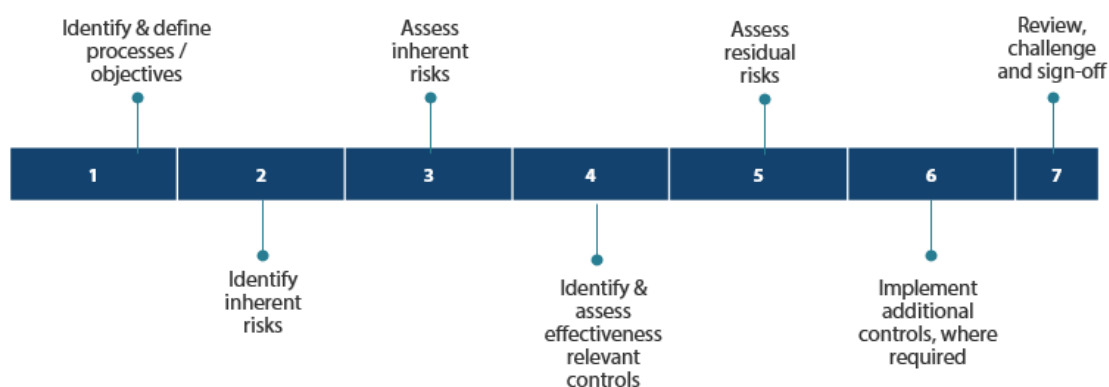 Identify & define
processes /
objectives
Assess
inherent
risks
Assess
residual
risks
Review,
challenge
and sign-off
1
2
3
4
5
6
7
Identify
inherent
risks
Identify &
assess
effectiveness
relevant
controls
Implement
additional
controls, where
required